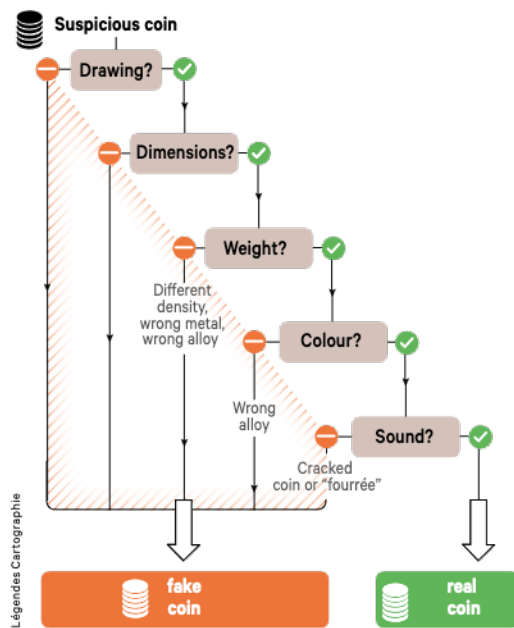 Suspicious coin
Drawing?
Dimensions?
Weight?
Different
density,
wrong metal,
wrong alloy
Colour?
Wrong
alloy
Sound?
Cracked
coin or “fourrée”
fake
coin
real
coin
Légendes Cartographie